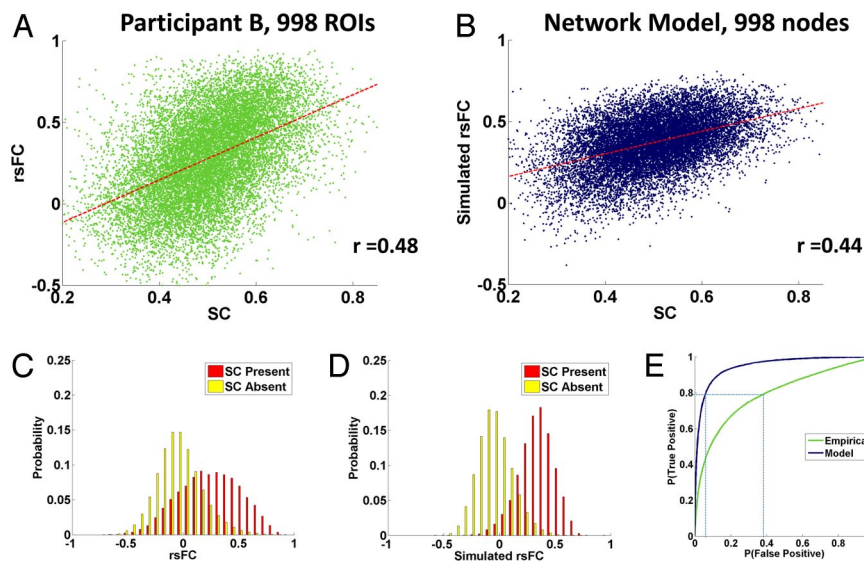 A
Participant B, 998 ROIs
1
0.5
0
-0.5
rsFC
0.2
0.4
0.6
0.8
SC
r =0.48
B
Network Model, 998 nodes
1
0.5
0
-0.5
Simulated rsFC
0.2
0.4
0.6
0.8
SC
r =0.44
C
0.25
0.2
0.15
0.1
0.05
0
Probability
SC Present
SC Absent
-1
-0.5
0
0.5
1
rsFC
D
0.25
0.2
0.15
0.1
0.05
0
Probability
SC Present
SC Absent
-1
-0.5
0
0.5
1
Simulated rsFC
E
1
0.8
0.6
0.4
0.2
0
P(True Positive)
Empirical
Model
0
0.2
0.4
0.6
0.8
P(False Positive)